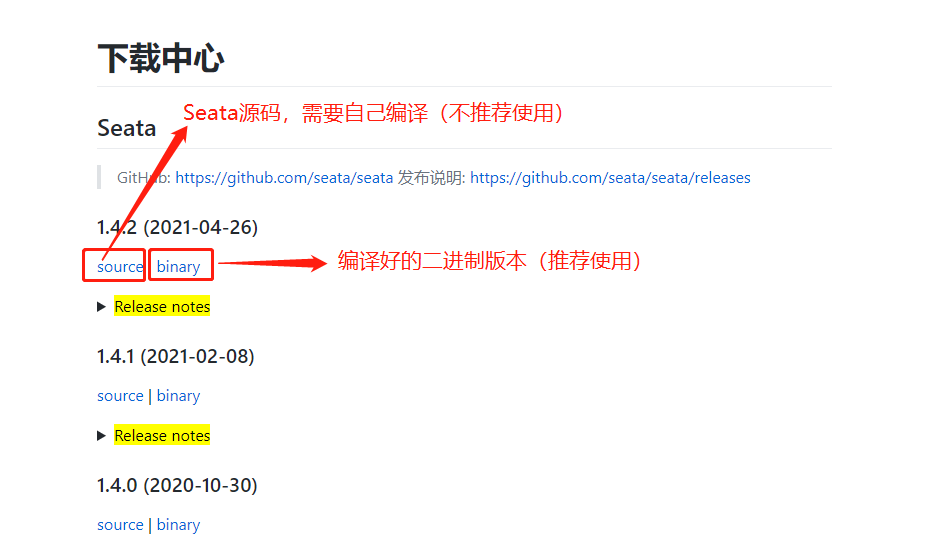 下载中心
Seata源码，需要自己编译（不推荐使用）
Seata
GitHub: https://github.com/seata/seata 发布说明: https://github.com/seata/seata/releases
1.4.2 (2021-04-26)
source binary
编译好的二进制版本（推荐使用）
Release notes
1.4.1 (2021-02-08)
source | binary
Release notes
1.4.0 (2020-10-30)
source | binary